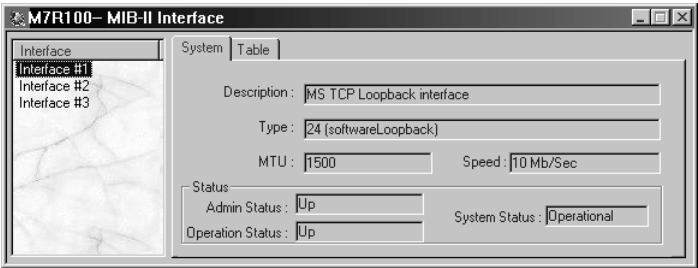 M7R100– MIB-II Interface
Interface
Interface #1
Interface #2
Interface #3
System Table
Description : MS TCP Loopback interface
Type : 24 (softwareLoopback)
MTU : 1500 Speed : 10 Mb/Sec
Status
Admin Status : Up
System Status : Operational
Operation Status : Up